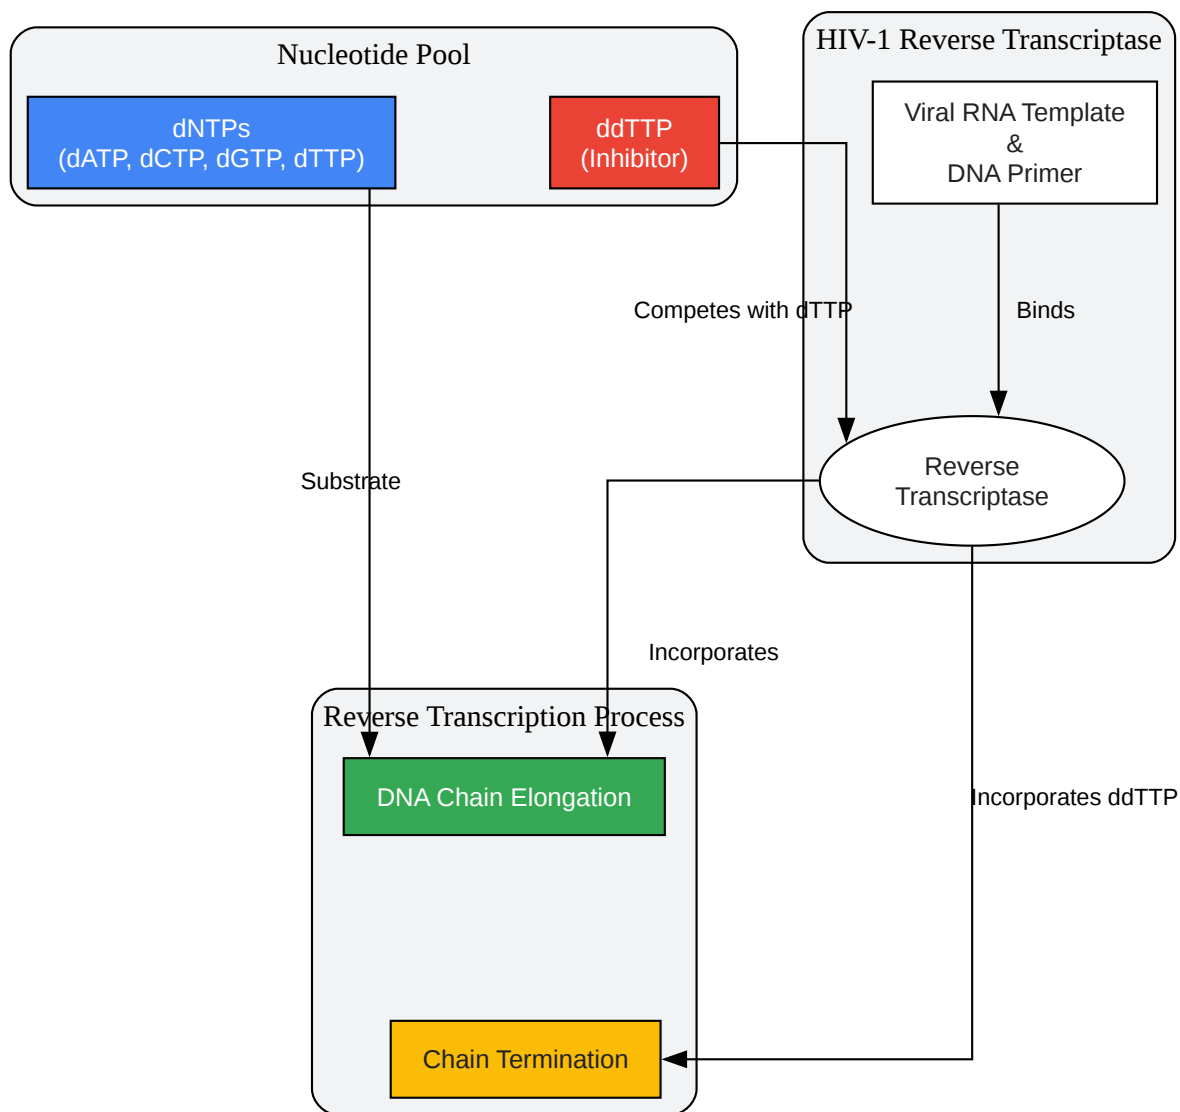 Nucleotide Pool
dNTPs
(dATP, dCTP, dGTP, dTTP)
ddTTP
(Inhibitor)
HIV-1 Reverse Transcriptase
Viral RNA Template
&
DNA Primer
Competes with dTTP
Binds
Reverse
Transcriptase
Substrate
Incorporates
Reverse Transcription Process
DNA Chain Elongation
Incorporates ddTTP
Chain Termination